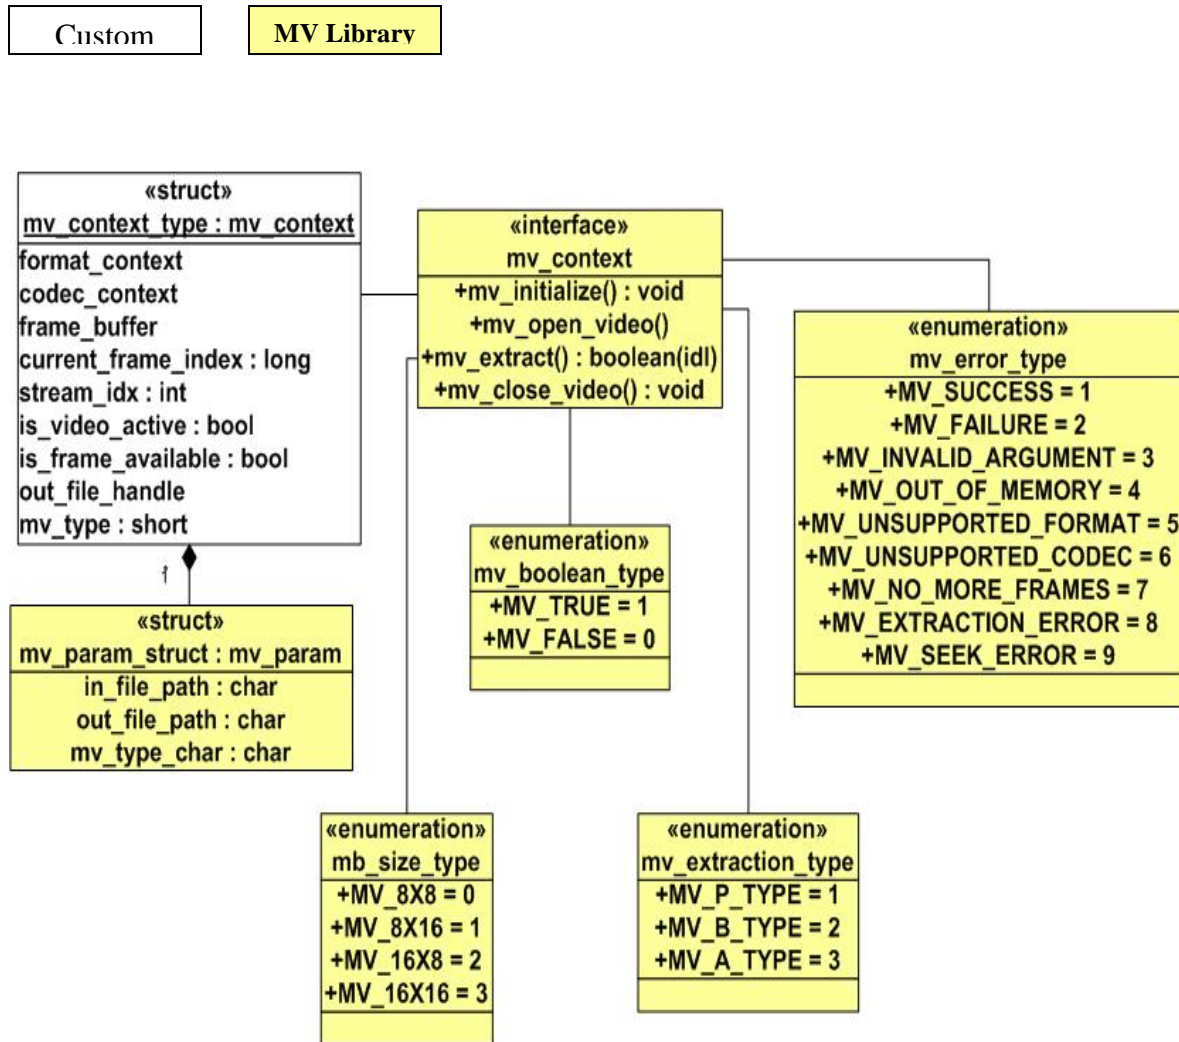 Custom
MV Library
«struct»
mv_context_type : mv_context
format_context
codec_context
frame_buffer
current_frame_index : long
stream_idx : int
is_video_active : bool
is_frame_available : bool
out_file_handle
mv_type : short
1
«struct»
mv_param_struct : mv_param
in_file_path : char
out_file_path : char
mv_type_char : char
«interface»
mv_context
+mv_initialize() : void
+mv_open_video()
+mv_extract() : boolean(idl)
+mv_close_video() : void
«enumeration»
mv_error_type
+MV_SUCCESS = 1
+MV_FAILURE = 2
+MV_INVALID_ARGUMENT = 3
+MV_OUT_OF_MEMORY = 4
+MV_UNSUPPORTED_FORMAT = 5
+MV_UNSUPPORTED_CODEC = 6
+MV_NO_MORE_FRAMES = 7
+MV_EXTRACTION_ERROR = 8
+MV_SEEK_ERROR = 9
«enumeration»
mv_boolean_type
+MV_TRUE = 1
+MV_FALSE = 0
«enumeration»
mb_size_type
+MV_8X8 = 0
+MV_8X16 = 1
+MV_16X8 = 2
+MV_16X16 = 3
«enumeration»
mv_extraction_type
+MV_P_TYPE = 1
+MV_B_TYPE = 2
+MV_A_TYPE = 3